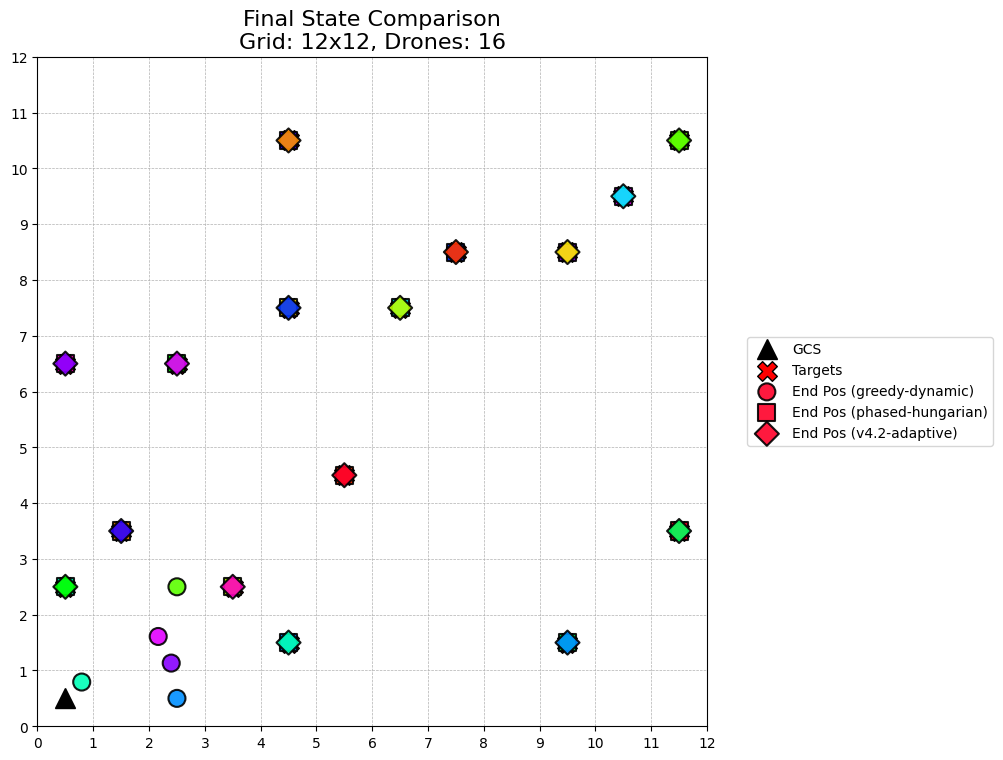 Final State Comparison
Grid: 12x12, Drones: 16
12
11
10
9
8
7
6
5
4
3
2
1
0
0 1 2 3 4 5 6 7 8 9 10 11 12
GCS
Targets
End Pos (greedy-dynamic)
End Pos (phased-hungarian)
End Pos (v4.2-adaptive)